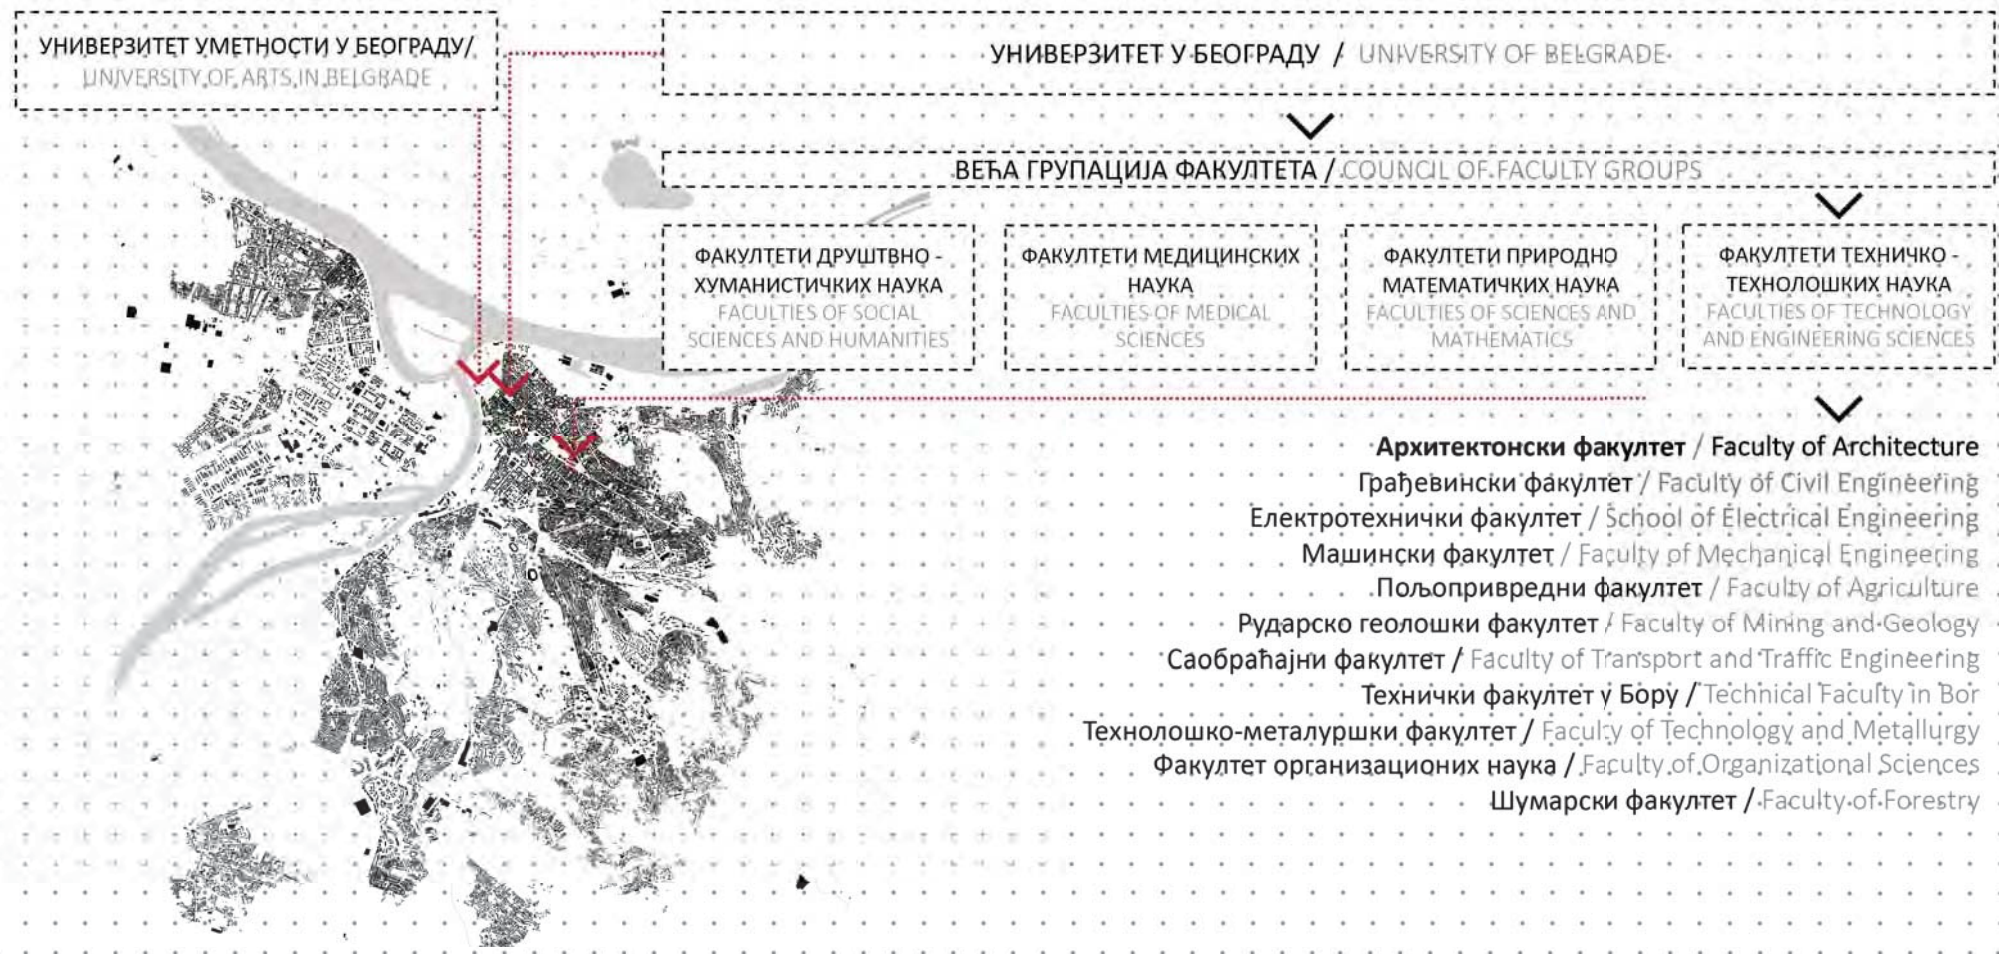 УНИВЕРЗИТЕТ УМЕТНОСТИ У БЕОГРАДУ/
UNIVERSITY OF ARTS IN BELGRADE
УНИВЕРЗИТЕТ У БЕОГРАДУ / UNIVERSITY OF BELGRADE
ВЕЋА ГРУПАЦИЈА ФАКУЛТЕТА / COUNCIL OF FACULTY GROUPS
ФАКУЛТЕТИ ДРУШТВНО -
ХУМАНИСТИЧКИХ НАУКА
FACULTIES OF SOCIAL
SCIENCES AND HUMANITIES
ФАКУЛТЕТИ МЕДИЦИНСКИХ
НАУКА
FACULTIES OF MEDICAL
SCIENCES
ФАКУЛТЕТИ ПРИРОДНО
МАТЕМАТИЧКИХ НАУКА
FACULTIES OF SCIENCES AND
MATHEMATICS
ФАКУЛТЕТИ ТЕХНИЧКО -
ТЕХНОЛОШКИХ НАУКА
FACULTIES OF TECHNOLOGY
AND ENGINEERING SCIENCES
Архитектонски факултет / Faculty of Architecture
Грађевински факултет / Faculty of Civil Engineering
Електротехнички факултет / School of Electrical Engineering
Машински факултет / Faculty of Mechanical Engineering
Пољопривредни факултет / Faculty of Agriculture
Рударско геолошки факултет / Faculty of Mining and Geology
Саобраћајни факултет / Faculty of Transport and Traffic Engineering
Технички факултет у Бору / Technical Faculty in Bor
Технолошко-металуршки факултет / Faculty of Technology and Metallurgy
Факултет организационих наука / Faculty of Organizational Sciences
Шумарски факултет / Faculty of Forestry